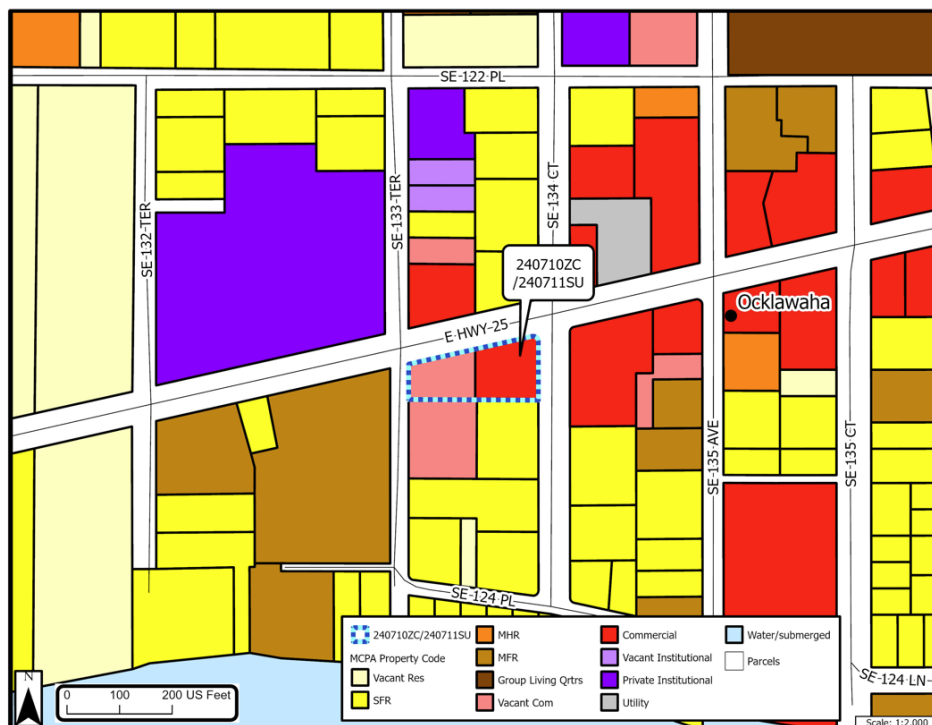 SE 122 PL
SE 132 TER
SE 133 TER
SE 134 CT
240710ZC
/240711SU
Ocklawaha
E HWY 25
SE 135 AVE
SE 135 CT
SE 124 PL
SE 124 LN
240710ZC/240711SU
MCPA Property Code
Vacant Res
SFR
MHR
MFR
Group Living Qrtrs
Vacant Com
Commercial
Vacant Institutional
Private Institutional
Utility
Water/submerged
Parcels
N
0 100 200 US Feet
Scale: 1:2,000